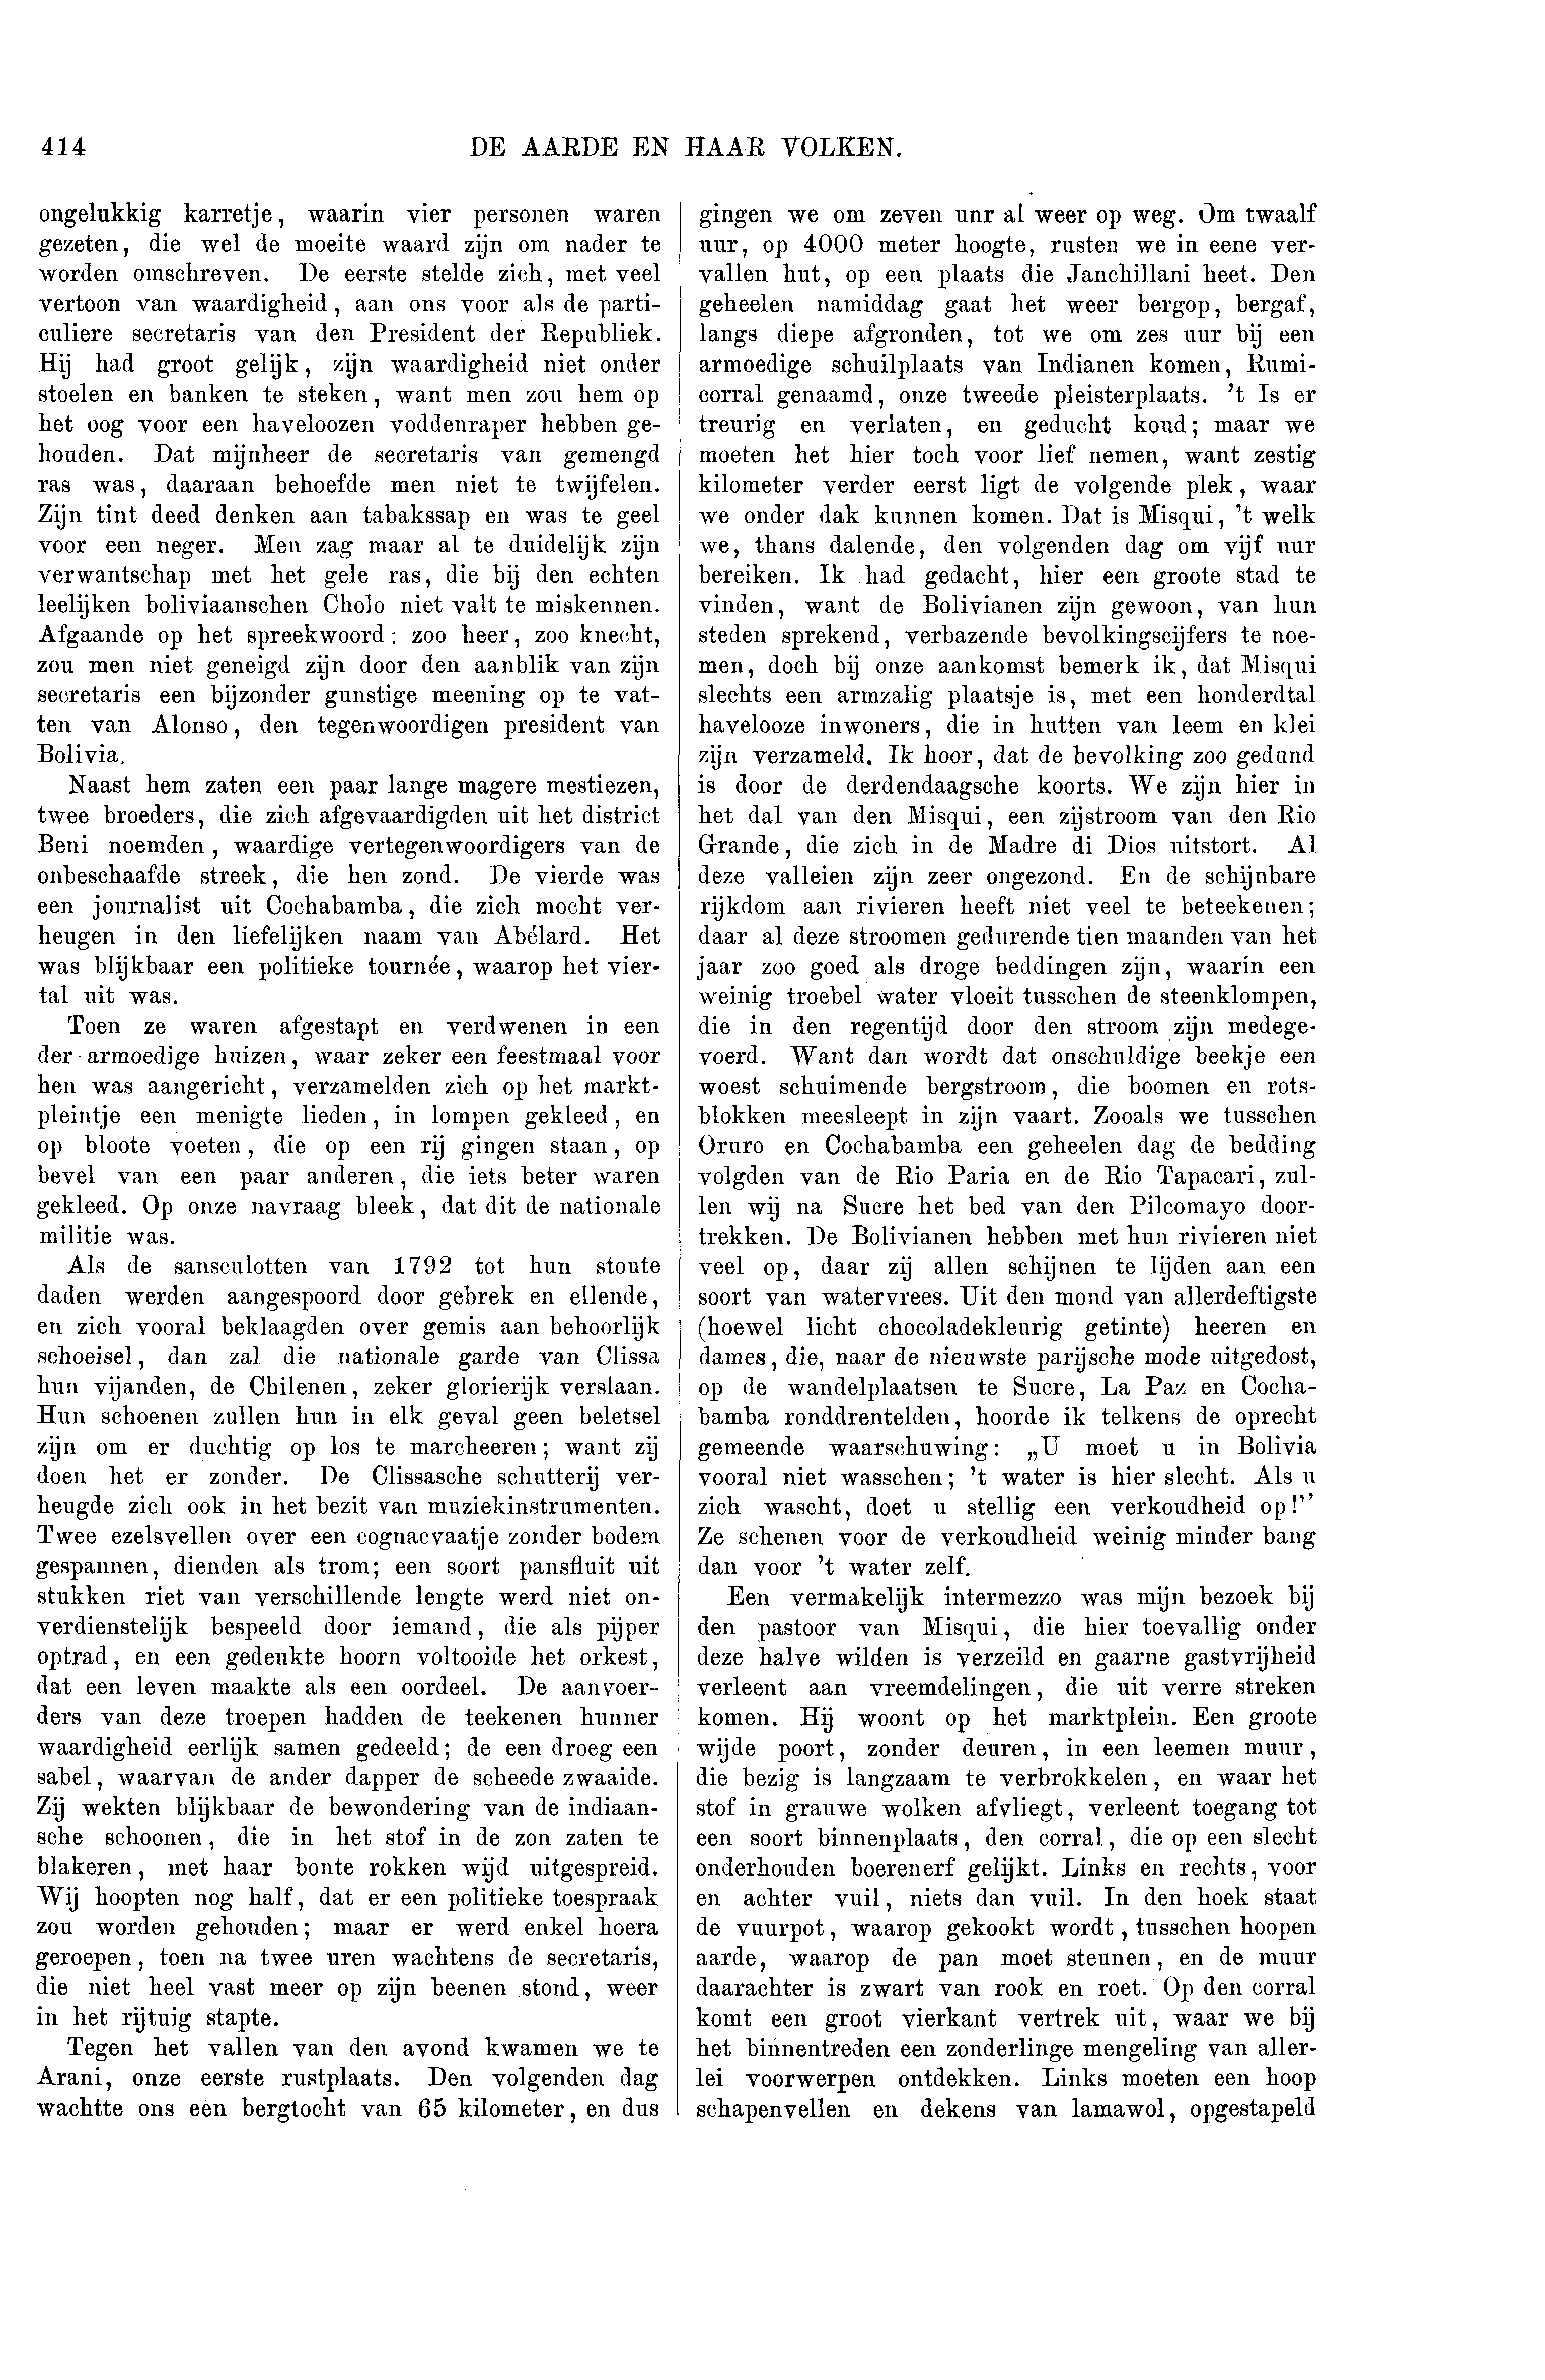 414 DE AARDE EN HAAR VOLKEN.
ongelukkig karretje, waarin vier personen waren
gezeten, die wel de moeite waard zijn om nader te
worden omschreven. De eerste stelde zich, met veel
vertoon van waardigheid, aan ons voor als de parti-
culiere secretaris van den President der Republiek.
Hij had groot gelijk, zijn waardigheid niet onder
stoelen en banken te steken, want men zou hem op
het oog voor een haveloozen voddenraper hebben ge-
houden. Dat mijnheer de secretaris van gemengd
ras was, daaraan behoefde men niet te twijfelen.
Zijn tint deed denken aan tabakssap en was te geel
voor een neger. Men zag maar al te duidelijk zijn
verwantschap met het gele ras, die bij den echten
leelijken boliviaanschen Cholo niet valt te miskennen.
Afgaande op het spreekwoord: zoo heer, zoo knecht,
zou men niet geneigd zijn door den aanblik van zijn
secretaris een bijzonder gunstige meening op te vat-
ten van Alonso, den tegenwoordigen president van
Bolivia.
Naast hem zaten een paar lange magere mestiezen,
twee broeders, die zich afgevaardigden uit het district
Beni noemden, waardige vertegenwoordigers van de
onbeschaafde streek, die hen zond. De vierde was
een journalist uit Cochabamba, die zich mocht ver-
heugen in den liefelijken naam van Abélard. Het
was blijkbaar een politieke tournée, waarop het vier-
tal uit was.
Toen ze waren afgestapt en verdwenen in een
der armoedige huizen, waar zeker een feestmaal voor
hen was aangericht, verzamelden zich op het markt-
pleintje een menigte lieden, in lompen gekleed, en
op bloote voeten, die op een rij gingen staan, op
bevel van een paar anderen, die iets beter waren
gekleed. Op onze navraag bleek, dat dit de nationale
militie was.
Als de sansculotten van 1792 tot hun stoute
daden werden aangespoord door gebrek en ellende,
en zich vooral beklaagden over gemis aan behoorlijk
schoeisel, dan zal die nationale garde van Clissa
hun vijanden, de Chilenen, zeker glorierijk verslaan.
Hun schoenen zullen hun in elk geval geen beletsel
zijn om er duchtig op los te marcheeren; want zij
doen het er zonder. De Clissasche schutterij ver-
heugde zich ook in het bezit van muziekinstrumenten.
Twee ezelsvellen over een cognacvaatje zonder bodem
gespannen, dienden als trom; een soort pansfluit uit
stukken riet van verschillende lengte werd niet on-
verdienstelijk bespeeld door iemand, die als pijper
optrad, en een gedeukte hoorn voltooide het orkest,
dat een leven maakte als een oordeel. De aanvoer-
ders van deze troepen hadden de teekenen hunner
waardigheid eerlijk samen gedeeld; de een droeg een
sabel, waarvan de ander dapper de scheede zwaaide.
Zij wekten blijkbaar de bewondering van de indiaan-
sche schoonen, die in het stof in de zon zaten te
blakeren, met haar bonte rokken wijd uitgespreid.
Wij hoopten nog half, dat er een politieke toespraak
zou worden gehouden; maar er werd enkel hoera
geroepen, toen na twee uren wachtens de secretaris,
die niet heel vast meer op zijn beenen stond, weer
in het rijtuig stapte.
Tegen het vallen van den avond kwamen we te
Arani, onze eerste rustplaats. Den volgenden dag
wachtte ons een bergtocht van 65 kilometer, en dus
gingen we om zeven unr al weer op weg. Om twaalf
uur, op 4000 meter hoogte, rusten we in eene ver-
vallen hut, op een plaats die Janchillani heet. Den
geheelen namiddag gaat het weer bergop, bergaf,
langs diepe afgronden, tot we om zes uur bij een
armoedige schuilplaats van Indianen komen, Rumi-
corral genaamd, onze tweede pleisterplaats. 't Is er
treurig en verlaten, en geducht koud; maar we
moeten het hier toch voor lief nemen, want zestig
kilometer verder eerst ligt de volgende plek, waar
we onder dak kunnen komen. Dat is Misqui, 't welk
we, thans dalende, den volgenden dag om vijf uur
bereiken. Ik had gedacht, hier een groote stad te
vinden, want de Bolivianen zijn gewoon, van hun
steden sprekend, verbazende bevolkingscijfers te noe-
men, doch bij onze aankomst bemerk ik, dat Misqui
slechts een armzalig plaatsje is, met een honderdtal
havelooze inwoners, die in hutten van leem en klei
zijn verzameld. Ik hoor, dat de bevolking zoo gedund
is door de derdendaagsche koorts. We zijn hier in
het dal van den Misqui, een zijstroom van den Rio
Grande, die zich in de Madre di Dios uitstort. Al
deze valleien zijn zeer ongezond. En de schijnbare
rijkdom aan rivieren heeft niet veel te beteekenen;
daar al deze stroomen gedurende tien maanden van het
jaar zoo goed als droge beddingen zijn, waarin een
weinig troebel water vloeit tusschen de steenklompen,
die in den regentijd door den stroom zijn medege-
voerd. Want dan wordt dat onschuldige beekje een
woest schuimende bergstroom, die boomen en rots-
blokken meesleept in zijn vaart. Zooals we tusschen
Oruro en Cochabamba een geheelen dag de bedding
volgden van de Rio Paria en de Rio Tapacari, zul-
len wij na Sucre het bed van den Pilcomayo door-
trekken. De Bolivianen hebben met hun rivieren niet
veel op, daar zij allen schijnen te lijden aan een
soort van watervrees. Uit den mond van allerdeftigste
(hoewel licht chocoladekleurig getinte) heeren en
dames, die, naar de nieuwste parijsche mode uitgedost,
op de wandelplaatsen te Sucre, La Paz en Cocha-
bamba ronddrentelden, hoorde ik telkens de oprecht
gemeende waarschuwing: „U moet u in Bolivia
vooral niet wasschen; 't water is hier slecht. Als u
zich wascht, doet u stellig een verkoudheid op!”
Ze schenen voor de verkoudheid weinig minder bang
dan voor 't water zelf.
Een vermakelijk intermezzo was mijn bezoek bij
den pastoor van Misqui, die hier toevallig onder
deze halve wilden is verzeild en gaarne gastvrijheid
verleent aan vreemdelingen, die uit verre streken
komen. Hij woont op het marktplein. Een groote
wijde poort, zonder deuren, in een leemen muur,
die bezig is langzaam te verbrokkelen, en waar het
stof in grauwe wolken afvliegt, verleent toegang tot
een soort binnenplaats, den corral, die op een slecht
onderhouden boerenerf gelijkt. Links en rechts, voor
en achter vuil, niets dan vuil. In den hoek staat
de vuurpot, waarop gekookt wordt, tusschen hoopen
aarde, waarop de pan moet steunen, en de muur
daarachter is zwart van rook en roet. Op den corral
komt een groot vierkant vertrek uit, waar we bij
het binnentreden een zonderlinge mengeling van aller-
lei voorwerpen ontdekken. Links moeten een hoop
schapenvellen en dekens van lamawol, opgestapeld